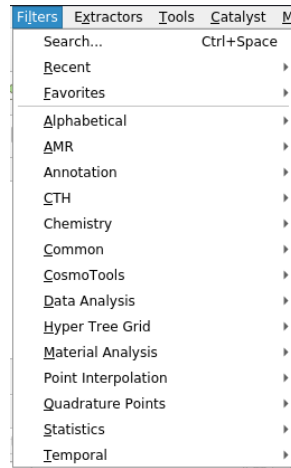 Filters Extractors Tools Catalyst M
Search... Ctrl+Space
Recent
Favorites
Alphabetical
AMR
Annotation
CTH
Chemistry
Common
CosmoTools
Data Analysis
Hyper Tree Grid
Material Analysis
Point Interpolation
Quadrature Points
Statistics
Temporal